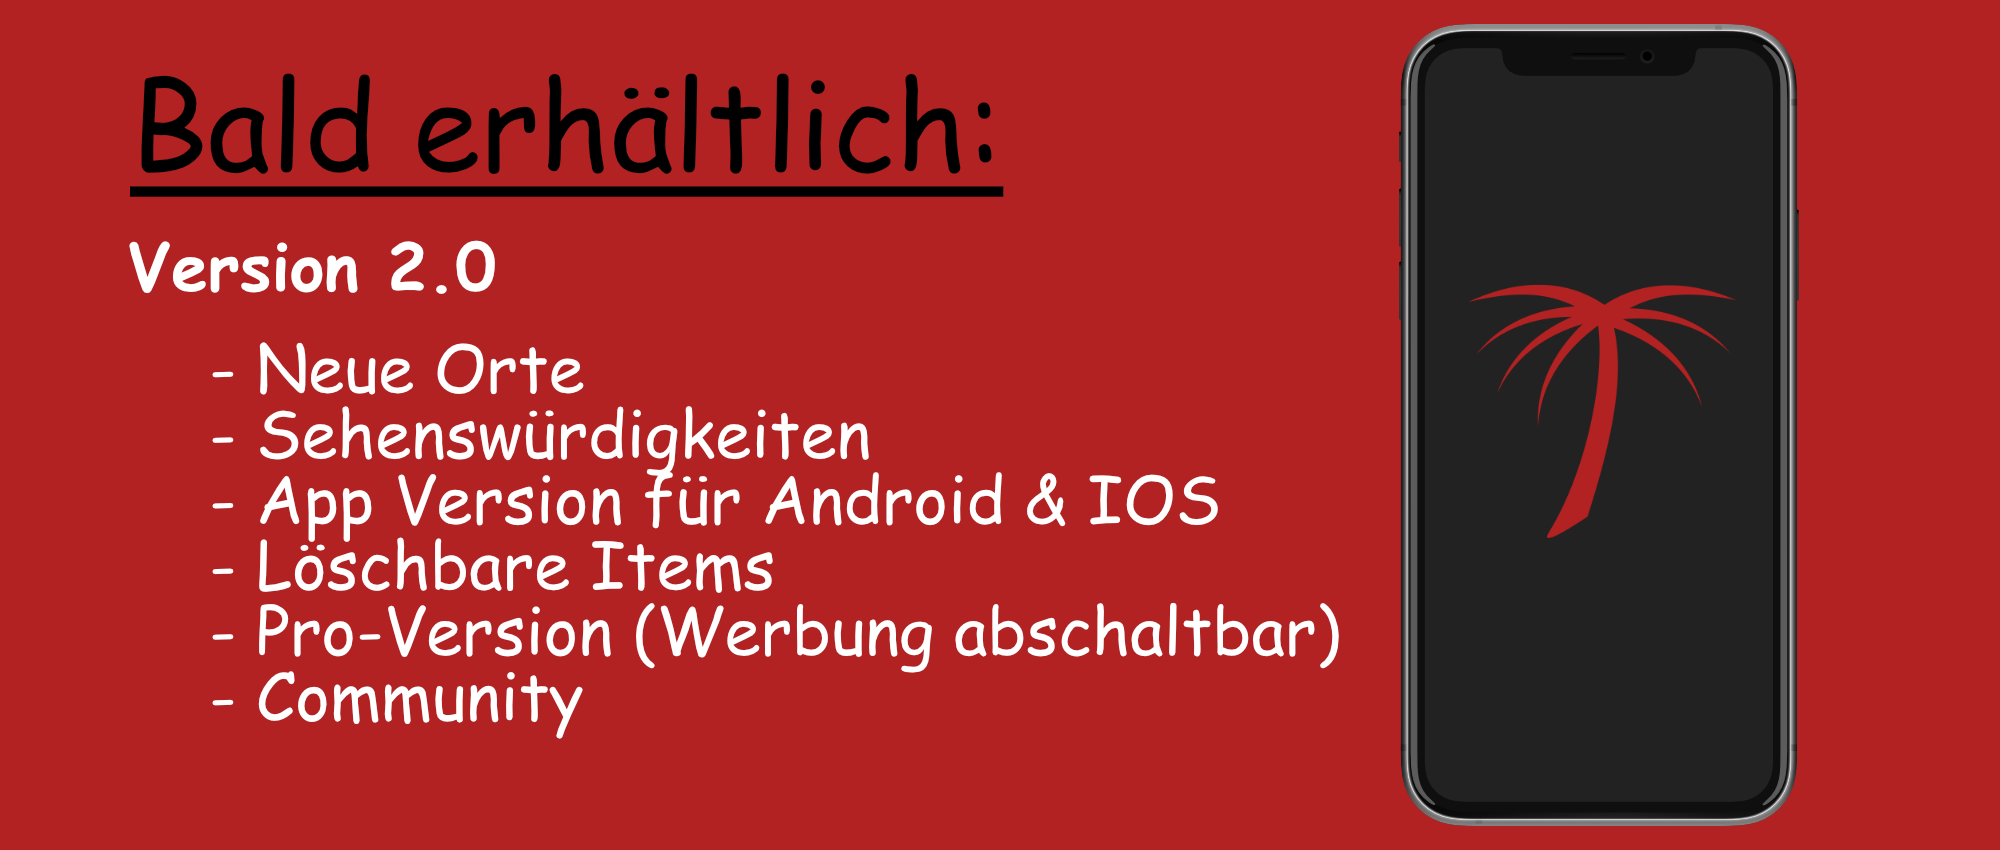 Bald erhältlich:
Version 2.0
- Neue Orte
- Sehenswürdigkeiten
- App Version für Android & IOS
- Löschbare Items
- Pro-Version (Werbung abschaltbar)
- Community